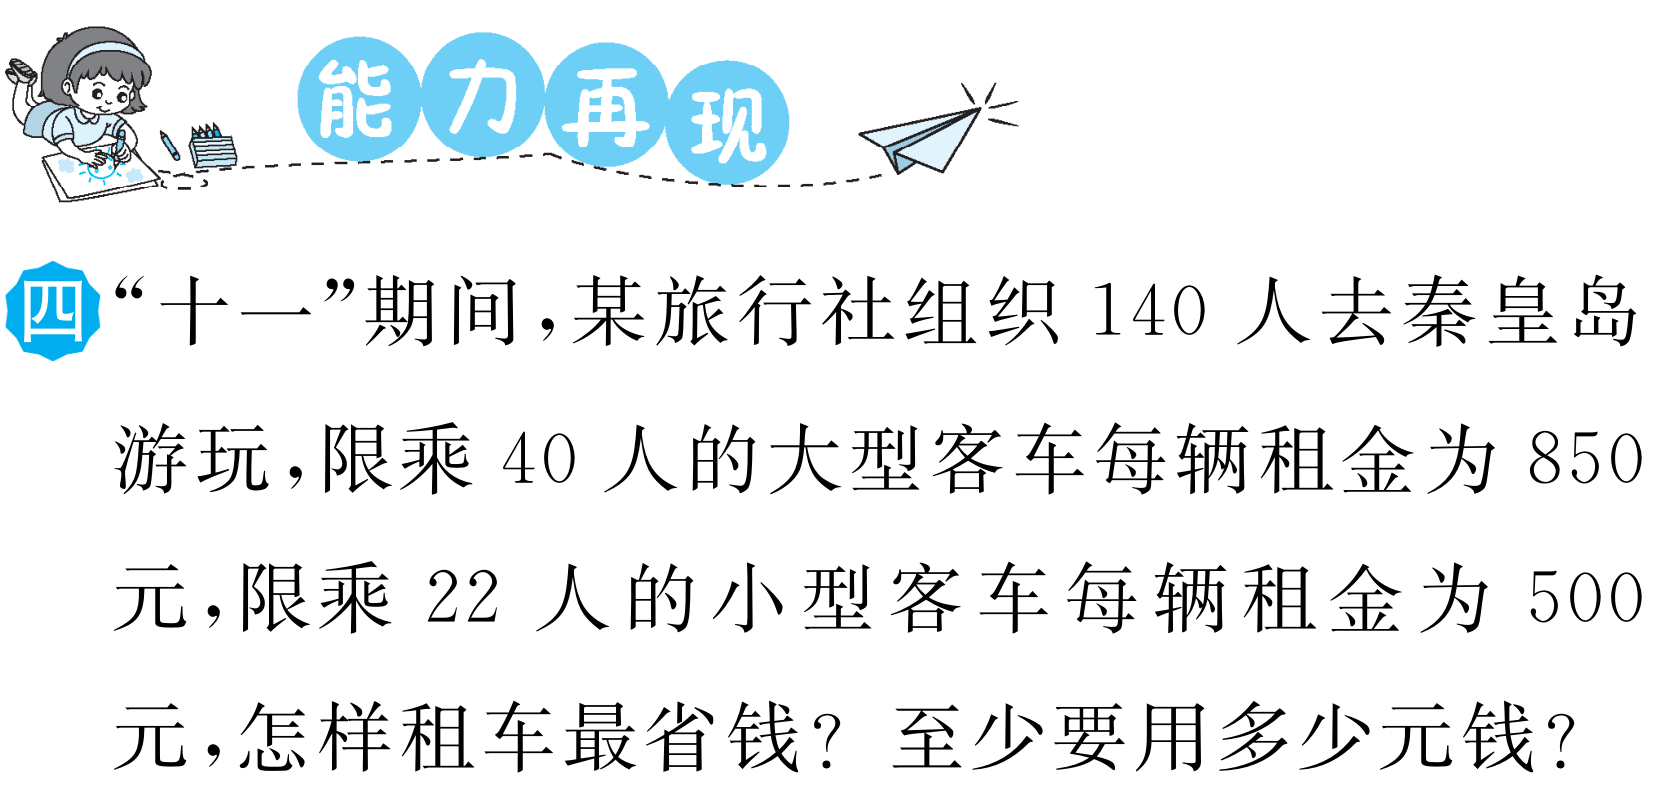 能力再现
四“十一”期间,某旅行社组织 140 人去秦皇岛
游玩,限乘 40 人的大型客车每辆租金为 850
元,限乘 22 人的小型客车每辆租金为 500
元,怎样租车最省钱? 至少要用多少元钱?